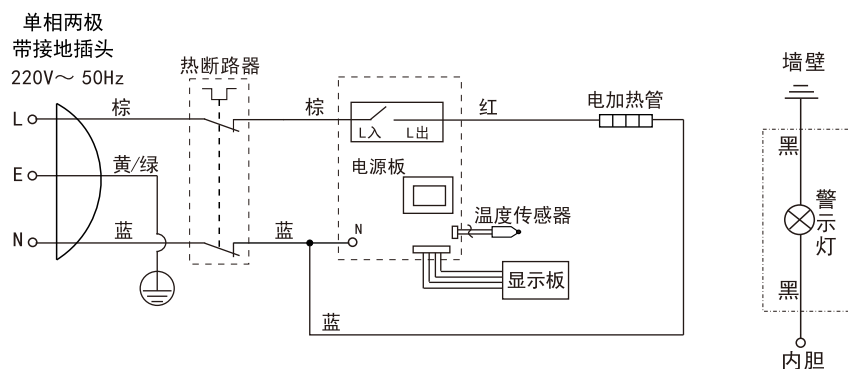 单相两极
带接地插头
220V～ 50Hz
热断路器
L
棕
棕
L入
L出
红
电加热管
E
黄/绿
电源板
N
蓝
蓝
N
温度传感器
显示板
蓝
墙壁
黑
警示灯
黑
内胆